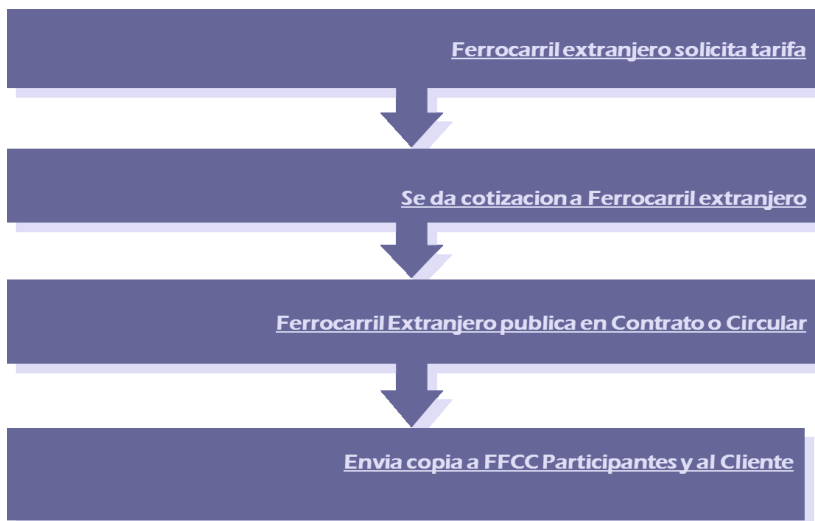 Ferrocarril extranjero solicita tarifa
Se da cotizacion a Ferrocarril extranjero
Ferrocarril Extranjero publica en Contrato o Circular
Envia copia a FFCC Participantes y al Cliente